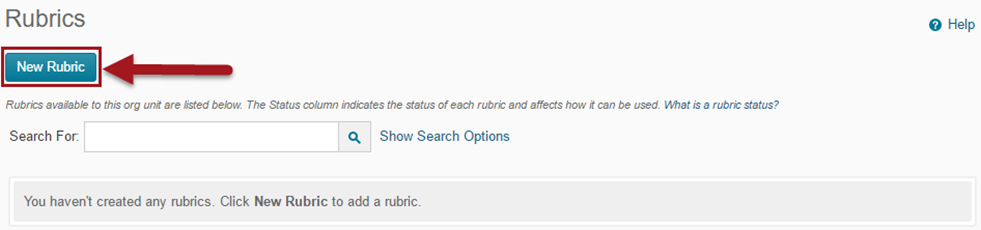 Rubrics
Help
New Rubric
Rubrics available to this org unit are listed below. The Status column indicates the status of each rubric and affects how it can be used. What is a rubric status?
Search For: Show Search Options
You haven't created any rubrics. Click New Rubric to add a rubric.